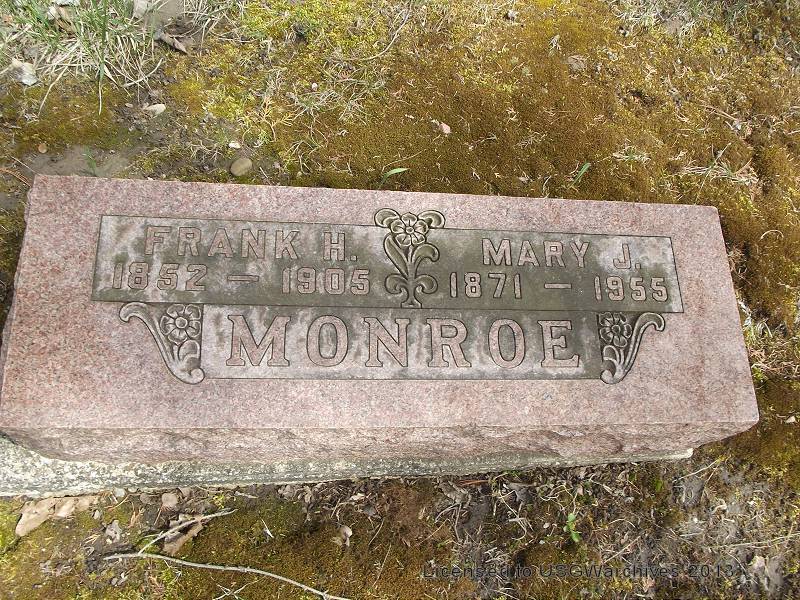 FRANK H. MARY J.
1852 — 1905 1871 — 1955
MONROE
Licensed to USGWarchives 2013